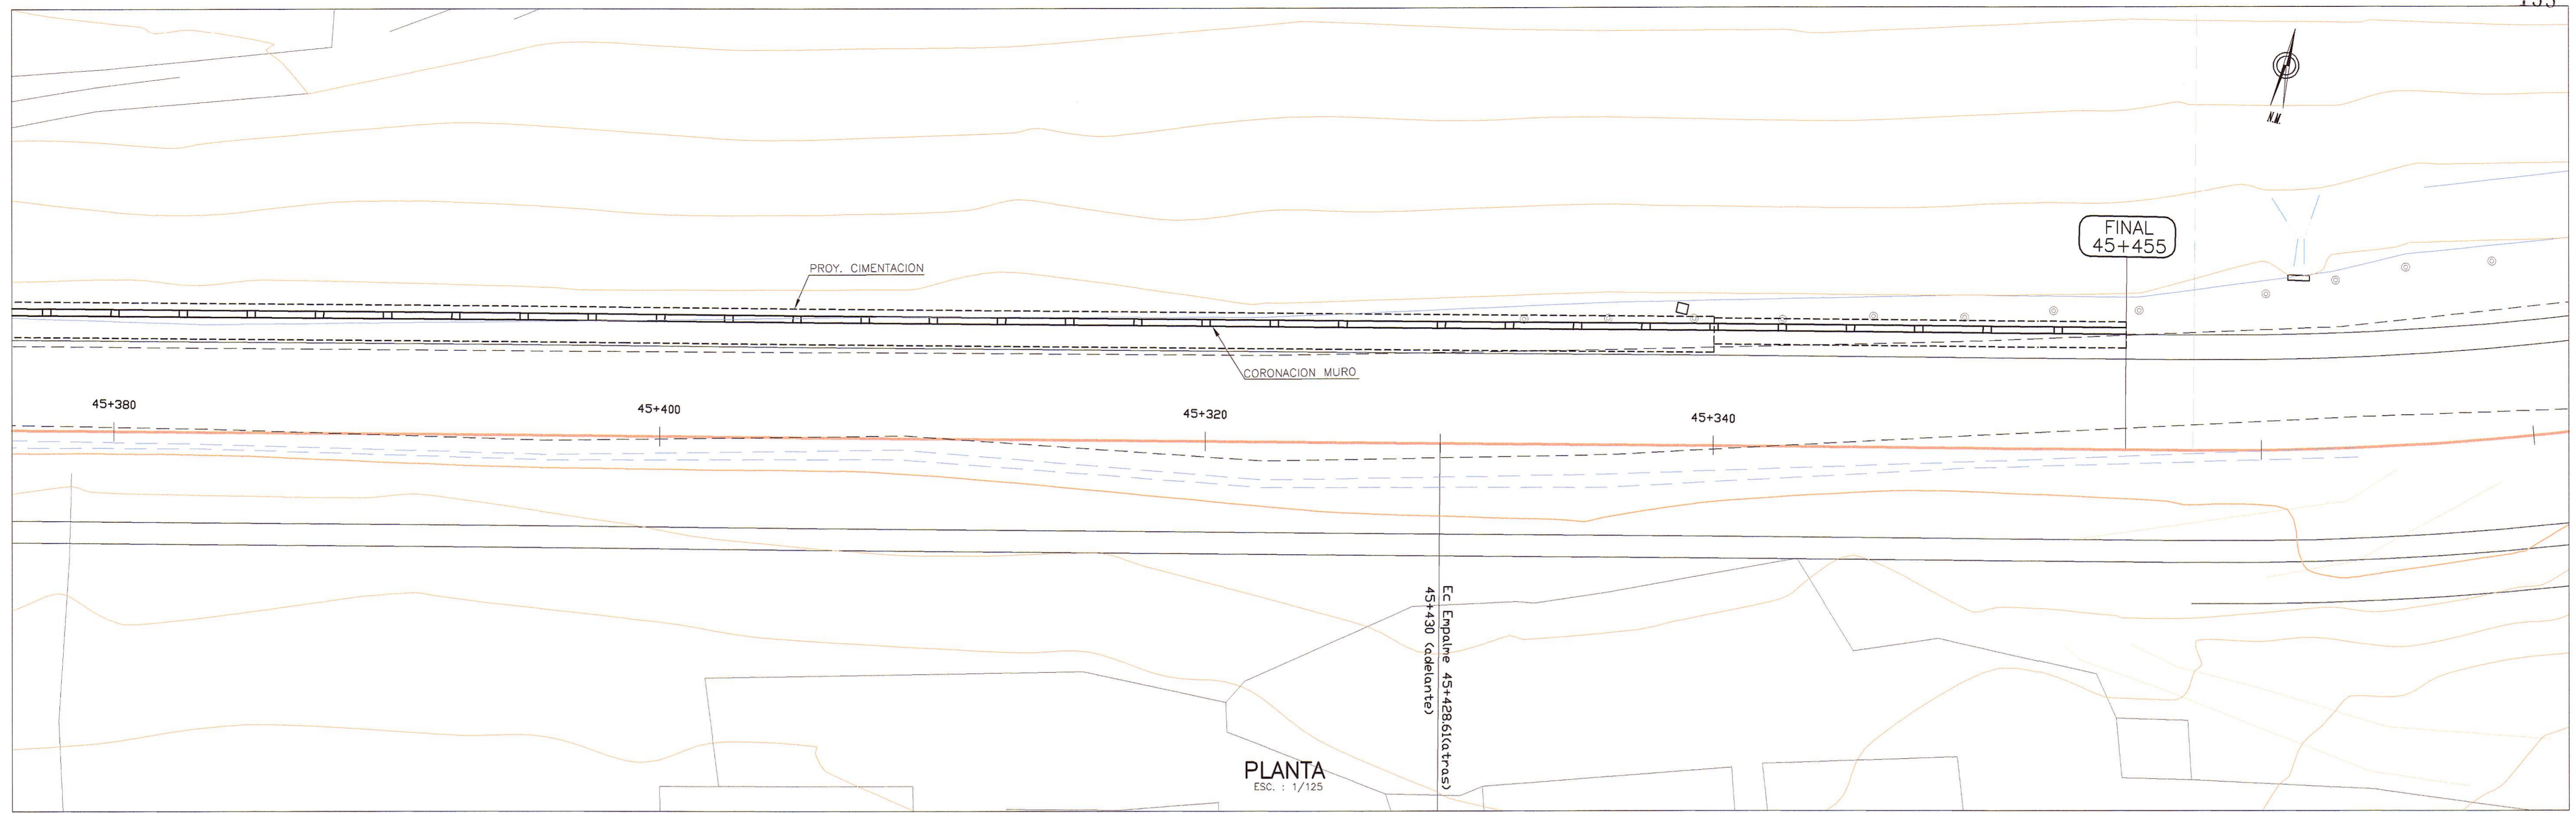 N.M.
FINAL
45+455
PROY. CIMENTACION
CORONACION MURO
45+380
45+400
45+320
45+340
Ec Empalme 45+428.61(atras)
45+430 (adelante)
PLANTA
ESC. : 1/125